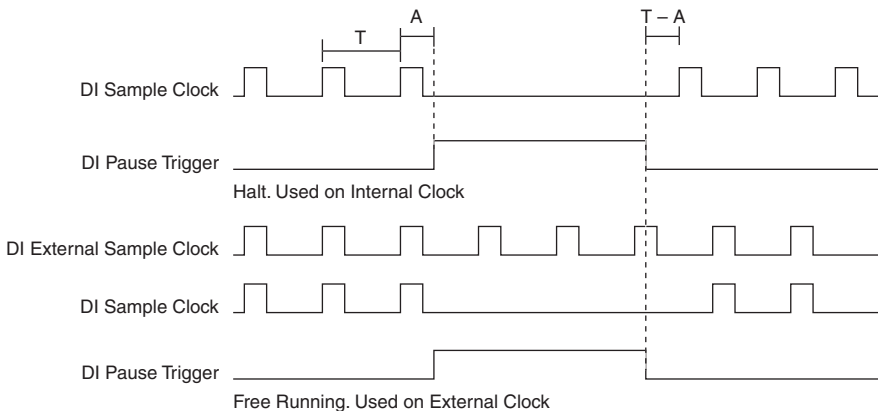 A
T – A
T
DI Sample Clock
DI Pause Trigger
Halt. Used on Internal Clock
DI External Sample Clock
DI Sample Clock
DI Pause Trigger
Free Running. Used on External Clock